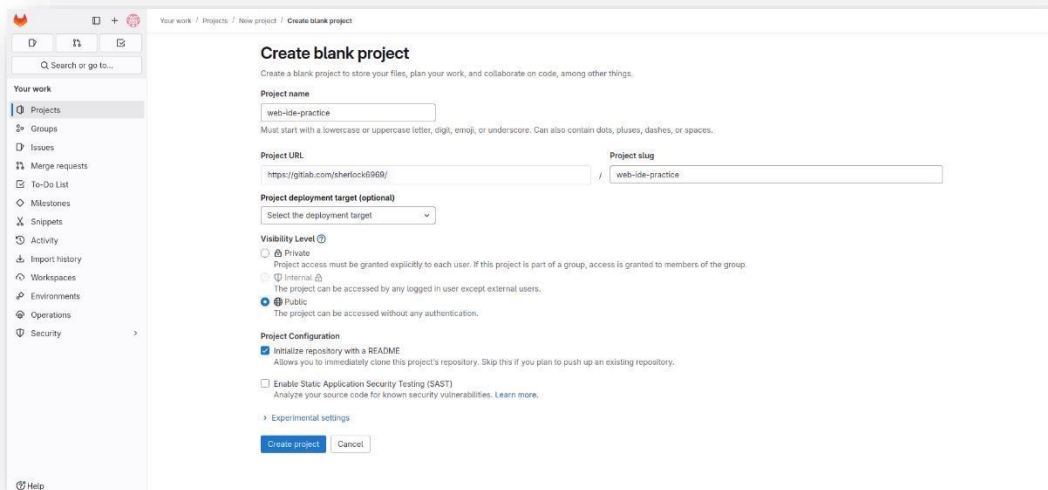 Your work / Projects / New project / Create blank project
Search or go to...
Your work
Projects
Groups
Issues
Merge requests
To-Do List
Milestones
Snippets
Activity
Import history
Workspaces
Environments
Operations
Security
Help
Create blank project
Create a blank project to store your files, plan your work, and collaborate on code, among other things.
Project name
web-ide-practice
Must start with a lowercase or uppercase letter, digit, emoji, or underscore. Can also contain dots, pluses, dashes, or spaces.
Project URL
Project slug
https://gitlab.com/sherlock6969/
/ web-ide-practice
Project deployment target (optional)
Select the deployment target
Visibility Level
Private
Project access must be granted explicitly to each user. If this project is part of a group, access is granted to members of the group.
Internal
The project can be accessed by any logged in user except external users.
Public
The project can be accessed without any authentication.
Project Configuration
Initialize repository with a README
Allows you to immediately clone this project's repository. Skip this if you plan to push up an existing repository.
Enable Static Application Security Testing (SAST)
Analyze your source code for known security vulnerabilities. Learn more.
Experimental settings
Create project
Cancel